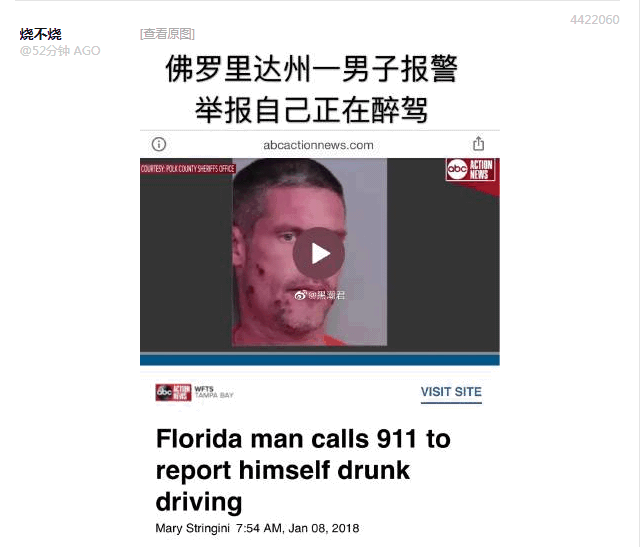 烧不烧
@52分钟 AGO
[查看原图]
4422060
佛罗里达州一男子报警
举报自己正在醉驾
abcactionnews.com
COURTESY: POLK COUNTY SHERIFFS OFFICE
abc ACTION NEWS
@黑潮君
abc ACTION NEWS WFTS
TAMPA BAY
VISIT SITE
Florida man calls 911 to
report himself drunk
driving
Mary Stringini 7:54 AM, Jan 08, 2018